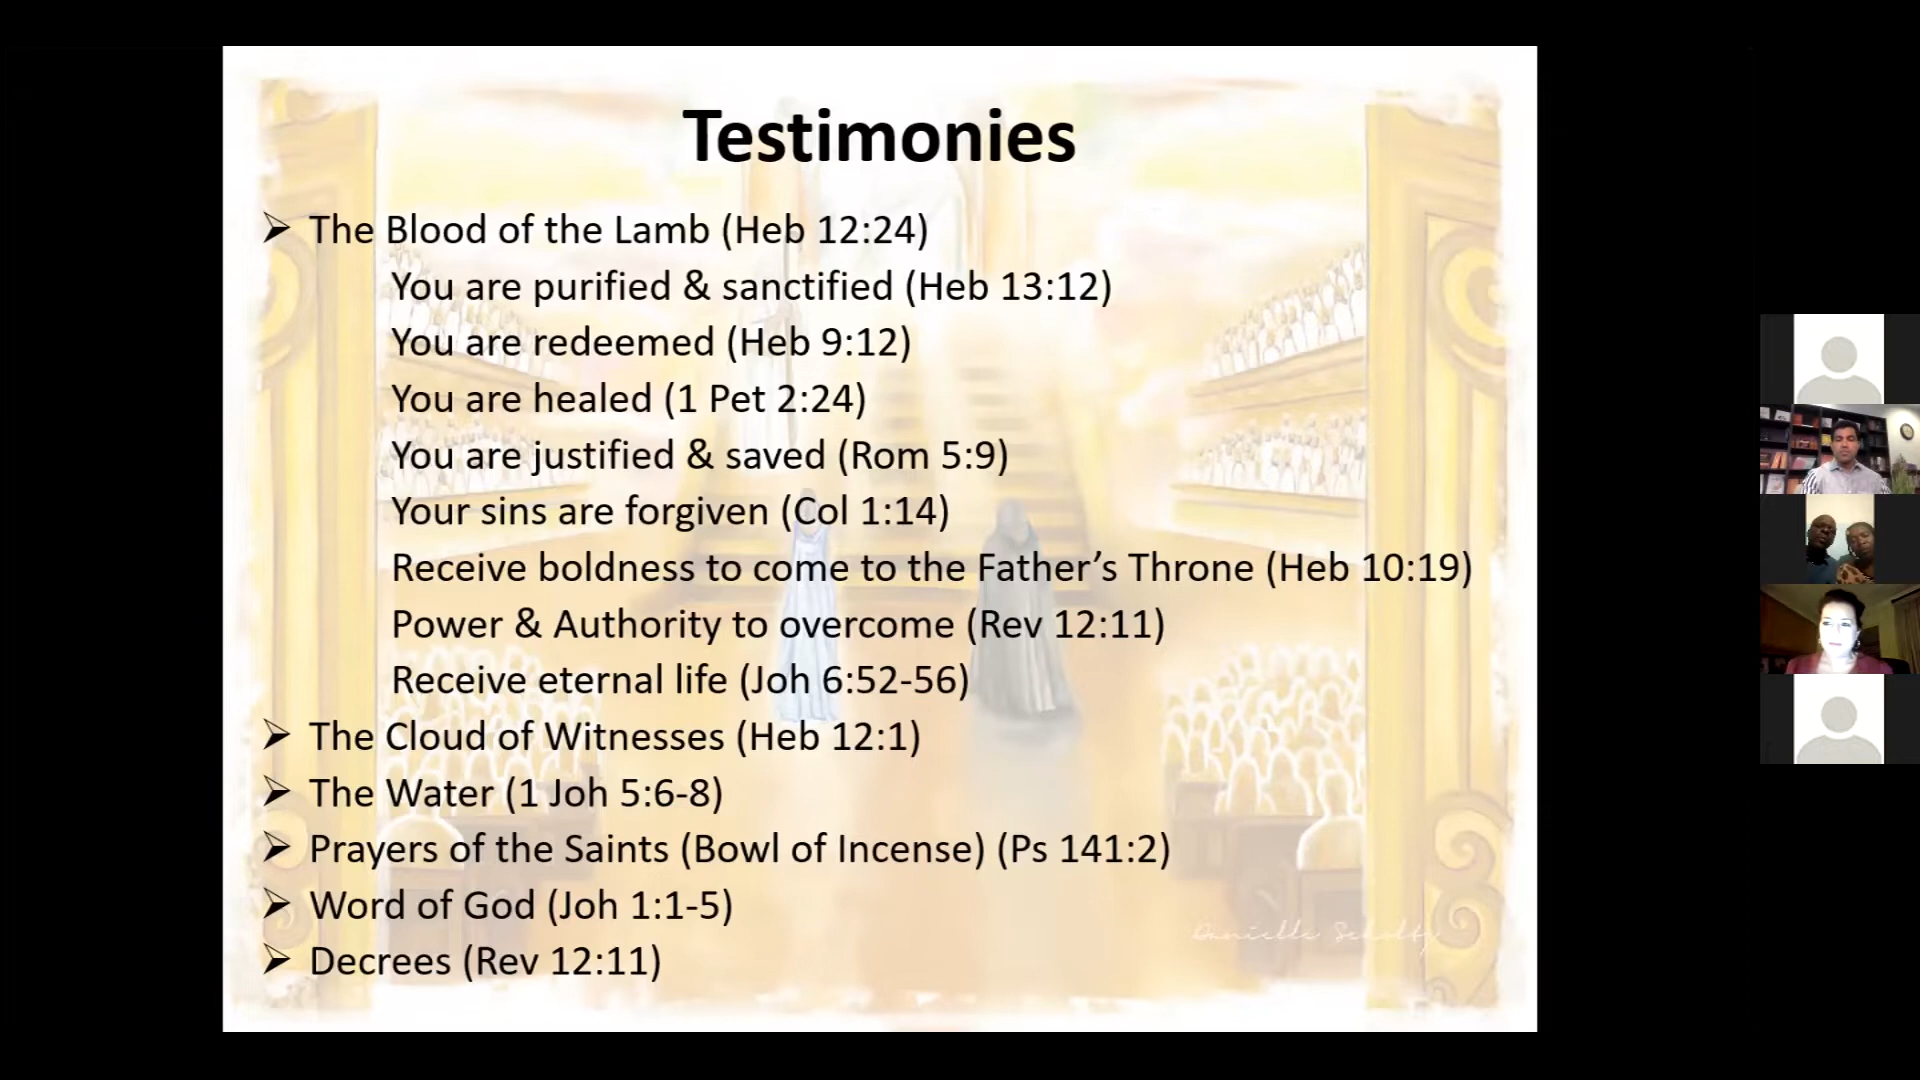 Testimonies
➢ The Blood of the Lamb (Heb 12:24)
You are purified & sanctified (Heb 13:12)
You are redeemed (Heb 9:12)
You are healed (1 Pet 2:24)
You are justified & saved (Rom 5:9)
Your sins are forgiven (Col 1:14)
Receive boldness to come to the Father’s Throne (Heb 10:19)
Power & Authority to overcome (Rev 12:11)
Receive eternal life (Joh 6:52-56)
➢ The Cloud of Witnesses (Heb 12:1)
➢ The Water (1 Joh 5:6-8)
➢ Prayers of the Saints (Bowl of Incense) (Ps 141:2)
➢ Word of God (Joh 1:1-5)
➢ Decrees (Rev 12:11)
Danielle